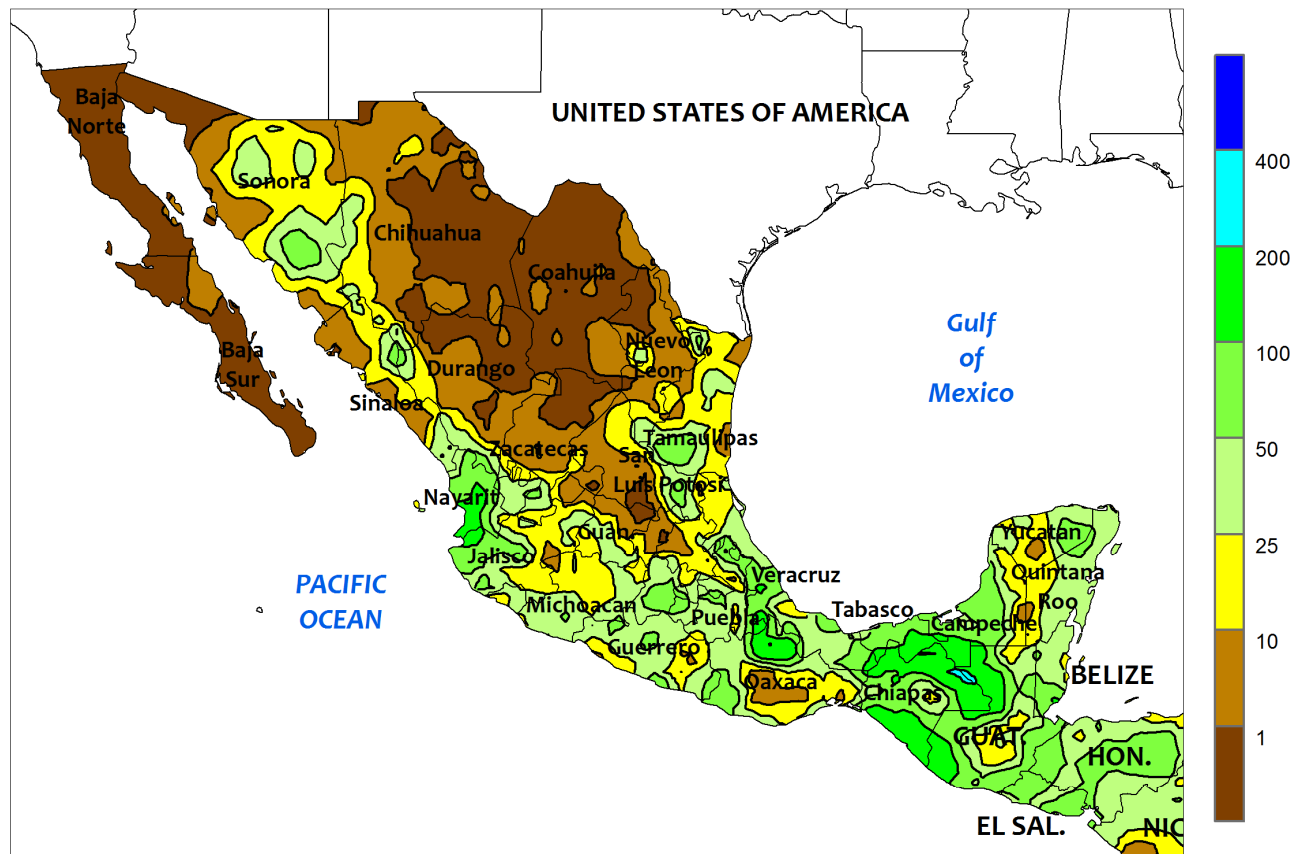 UNITED STATES OF AMERICA
Baja
Norte
Sonora
Chihuahua
Coahuila
Baja
Sur
Nuevo
Leon
Durango
Sinaloa
Tamaulipas
Zacatecas
San
Luis Potosi
Nayarit
Guan.
Jalisco
Michoacan
Veracruz
Puebla
Guerrero
Oaxaca
Tabasco
Campeche
Chiapas
Yucatan
Quintana
Roo
BELIZE
GUAT.
HON.
EL SAL.
NIC
Gulf
of
Mexico
PACIFIC
OCEAN
400
200
100
50
25
10
1